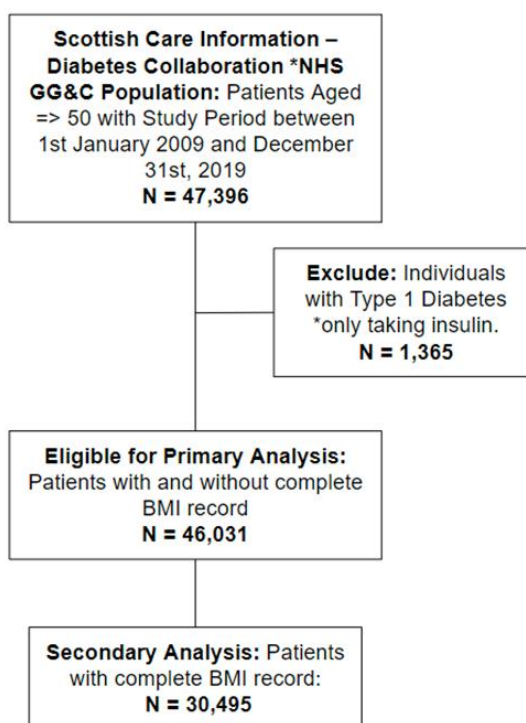 Scottish Care Information –
Diabetes Collaboration *NHS
GG&C Population: Patients Aged
=> 50 with Study Period between
1st January 2009 and December
31st, 2019
N = 47,396
Exclude: Individuals
with Type 1 Diabetes
*only taking insulin.
N = 1,365
Eligible for Primary Analysis:
Patients with and without complete
BMI record
N = 46,031
Secondary Analysis: Patients
with complete BMI record:
N = 30,495